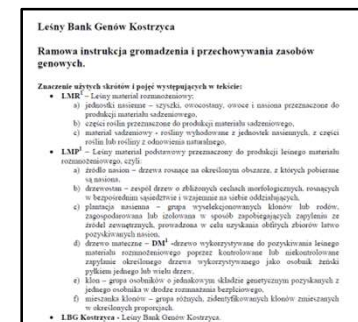 Leśny Bank Genów Kostrzyca
Ramowa instrukcja gromadzenia i przechowywania zasobów
genowych.
Znaczenie użytych skrótów i pojęć występujących w tekście:
• LMR¹ – Leśny materiał rozmnożeniowy:
a) jednostki nasienne – szyszki, owocostany, owoce i nasiona przeznaczone do
produkcji materiału sadzeniowego,
b) części roślin przeznaczone do produkcji materiału sadzeniowego,
c) materiał sadzeniowy - rośliny wyhodowane z jednostek nasiennych, z części
roślin lub rośliny z odnowienia naturalnego,
• LMP² – Leśny materiał podstawowy przeznaczony do produkcji leśnego materiału
rozmnożeniowego, czyli:
a) źródło nasion – drzewa rosnące na określonym obszarze, z których pobierane
są nasiona,
b) drzewostan – zespół drzew o zbliżonych cechach morfologicznych, rosnących
w bezpośrednim sąsiedztwie i wzajemnie na siebie oddziałujących,
c) plantacja nasienna – grupa wyselekcjonowanych klonów lub rodów,
zagospodarowana lub izolowana w sposób zapobiegających zapyleniu ze
źródeł zewnętrznych, prowadzona w celu uzyskania obfitych zbiorów łatwo
pozyskiwanych nasion,
d) drzewo mateczne – DM³ -drzewo wykorzystywane do pozyskiwania leśnego
materiału rozmnożeniowego poprzez kontrolowane lub niekontrolowane
zapylanie określonego drzewa wykorzystywanego jako osobnik żeński
pyłkiem jednego lub wielu drzew,
e) klon – grupa osobników o jednakowym składzie genetycznym pozyskanych z
jednego osobnika w drodze rozmnażania bezpłciowego,
f) mieszanka klonów – grupa różnych, zidentyfikowanych klonów zmieszanych
w określonych proporcjach.
• LBG Kostrzyca - Leśny Bank Genów Kostrzyca.